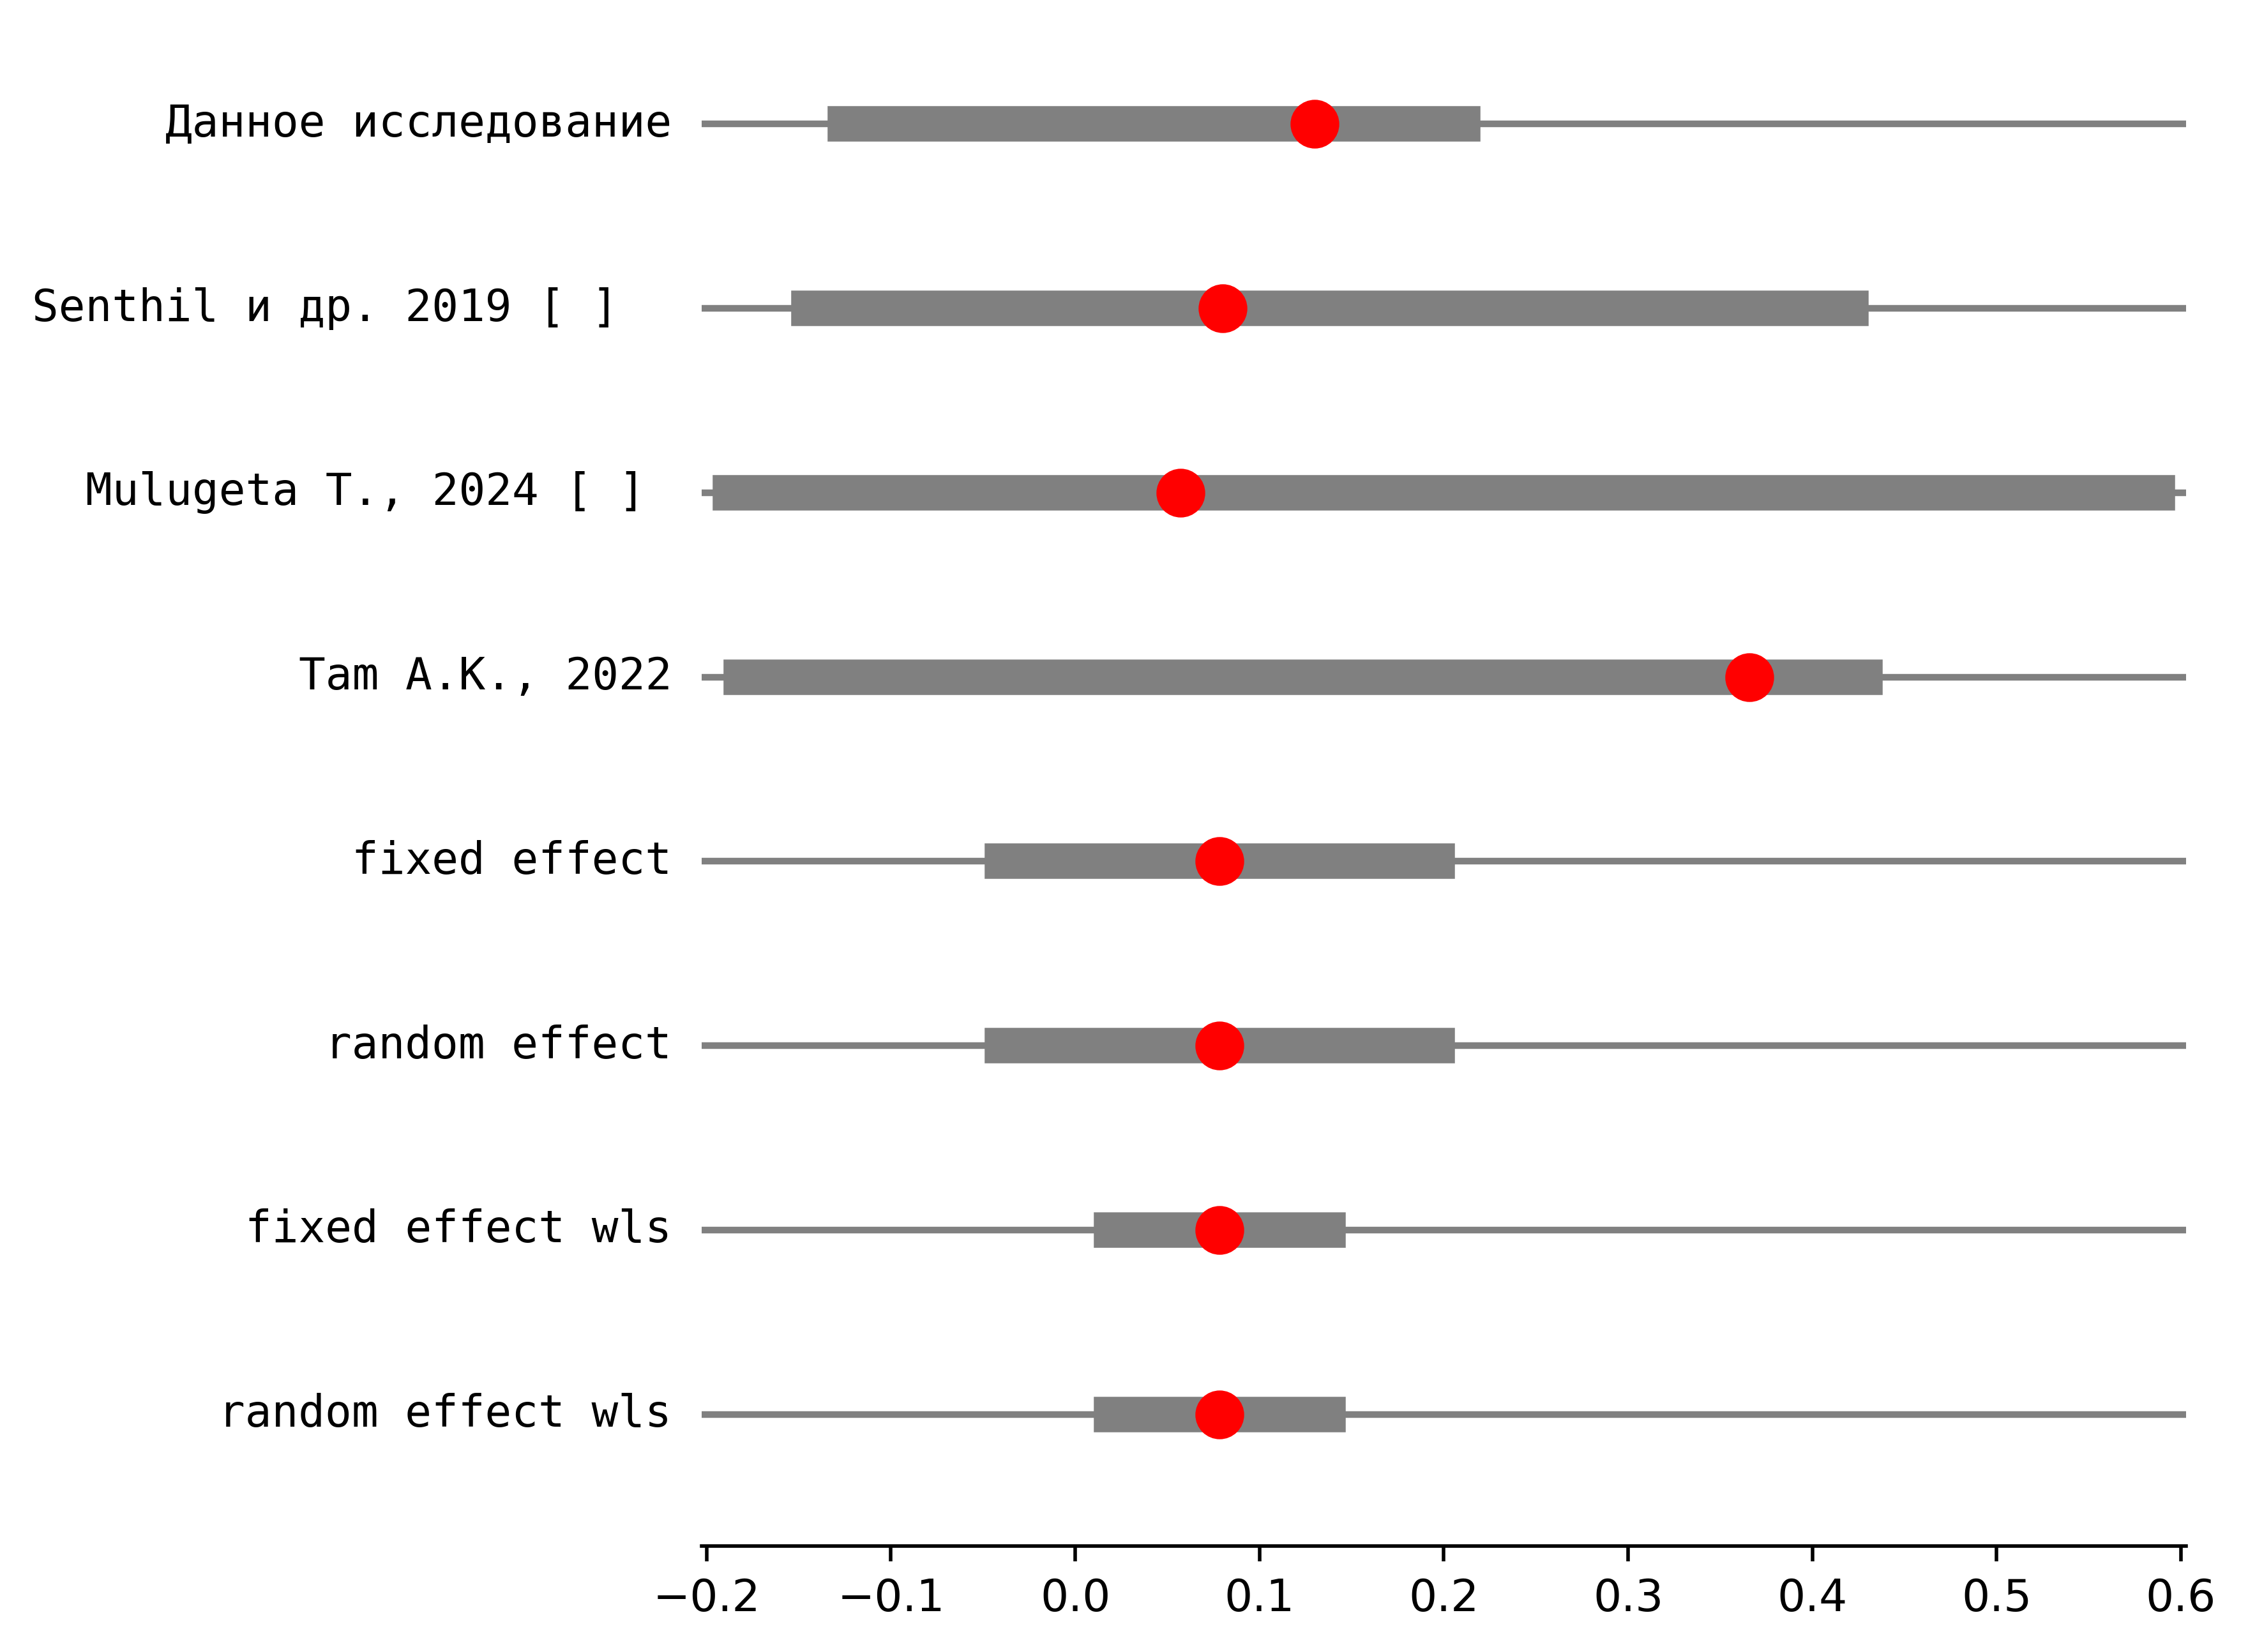 Данное исследование
Senthil и др. 2019 [ ]
Mulugeta T., 2024 [ ]
Tam A.K., 2022
fixed effect
random effect
fixed effect wls
random effect wls
−0.2 −0.1 0.0 0.1 0.2 0.3 0.4 0.5 0.6